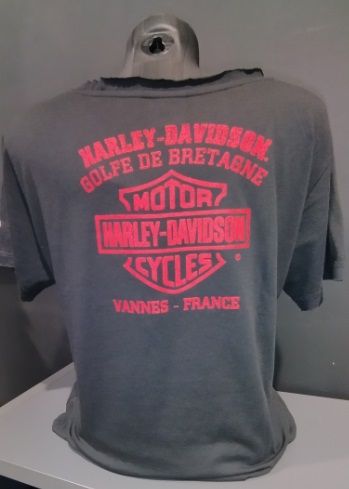 HARLEY-DAVIDSON
GOLFE DE BRETAGNE
MOTOR
HARLEY-DAVIDSON
CYCLES
®
VANNES - FRANCE